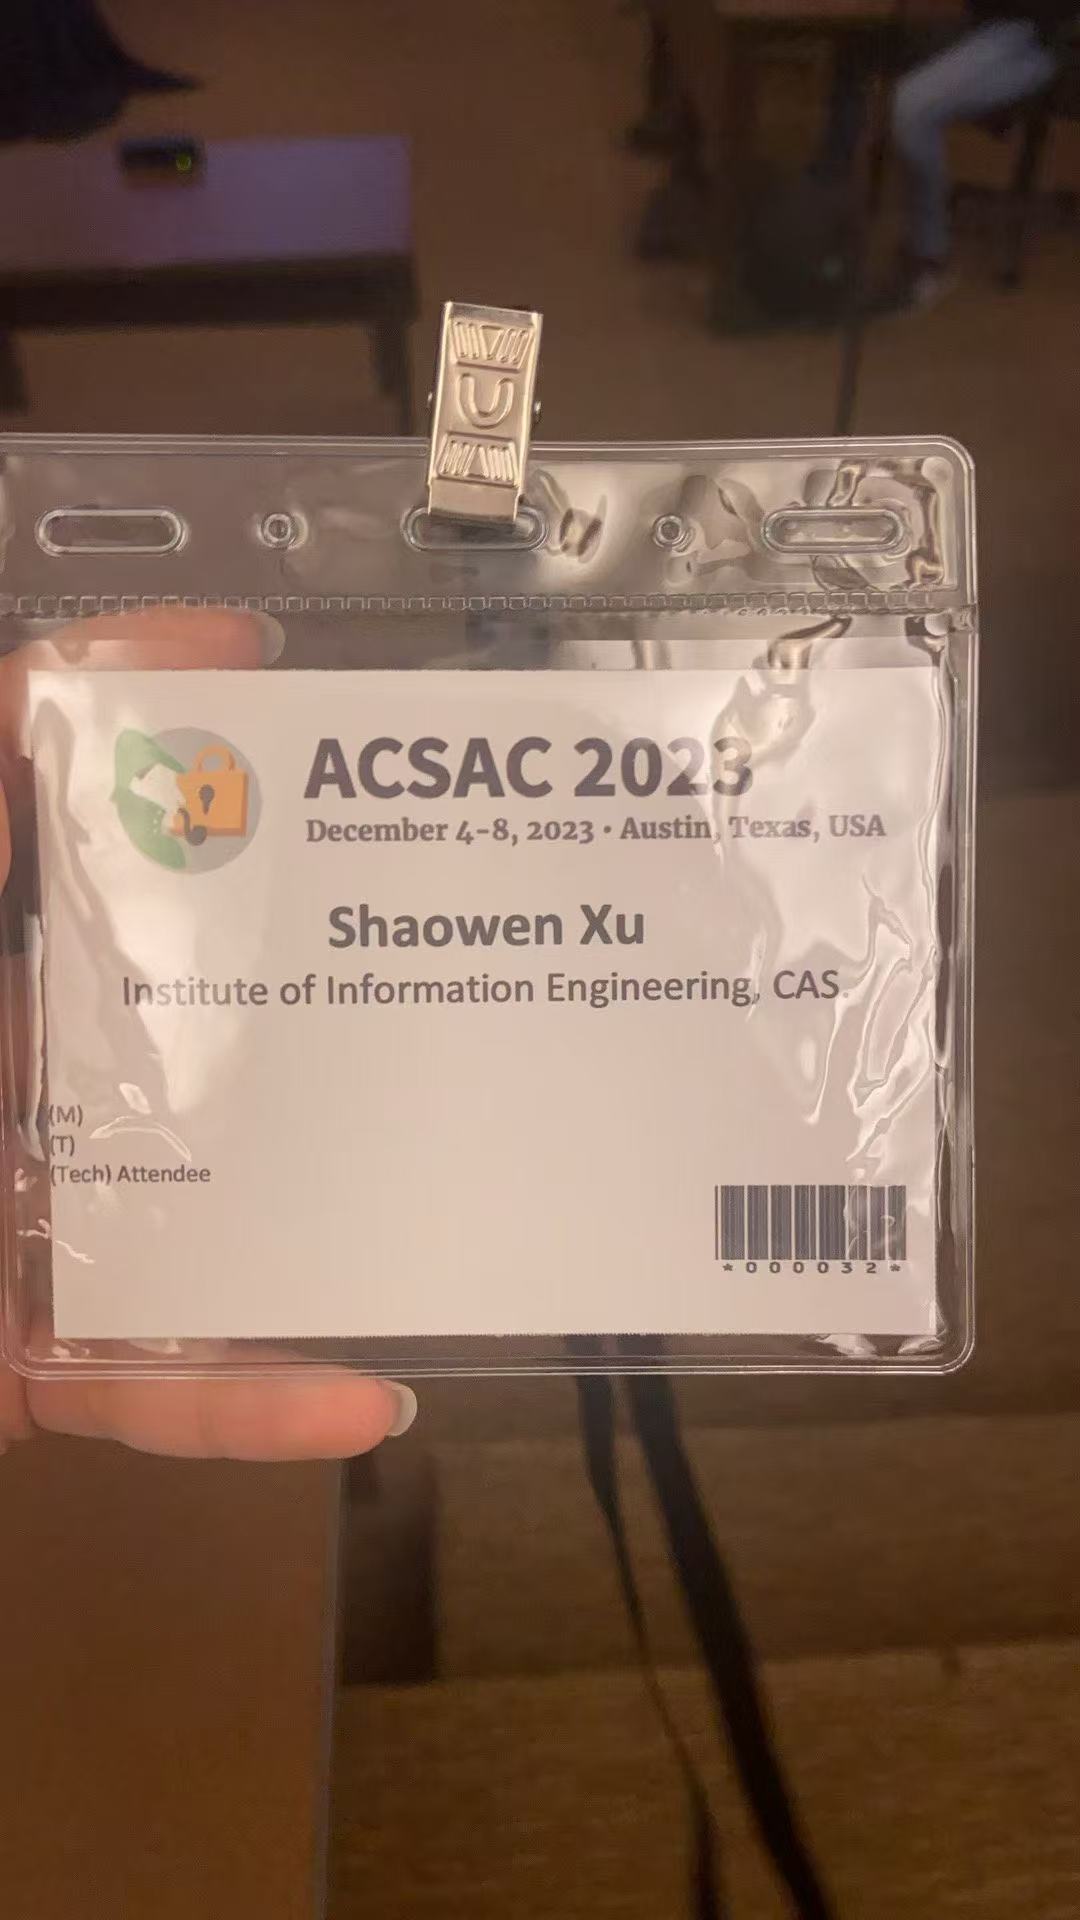 ACSAC 2023
December 4-8, 2023 • Austin, Texas, USA
Shaowen Xu
Institute of Information Engineering, CAS.
(M)
(T)
(Tech) Attendee
*000032*